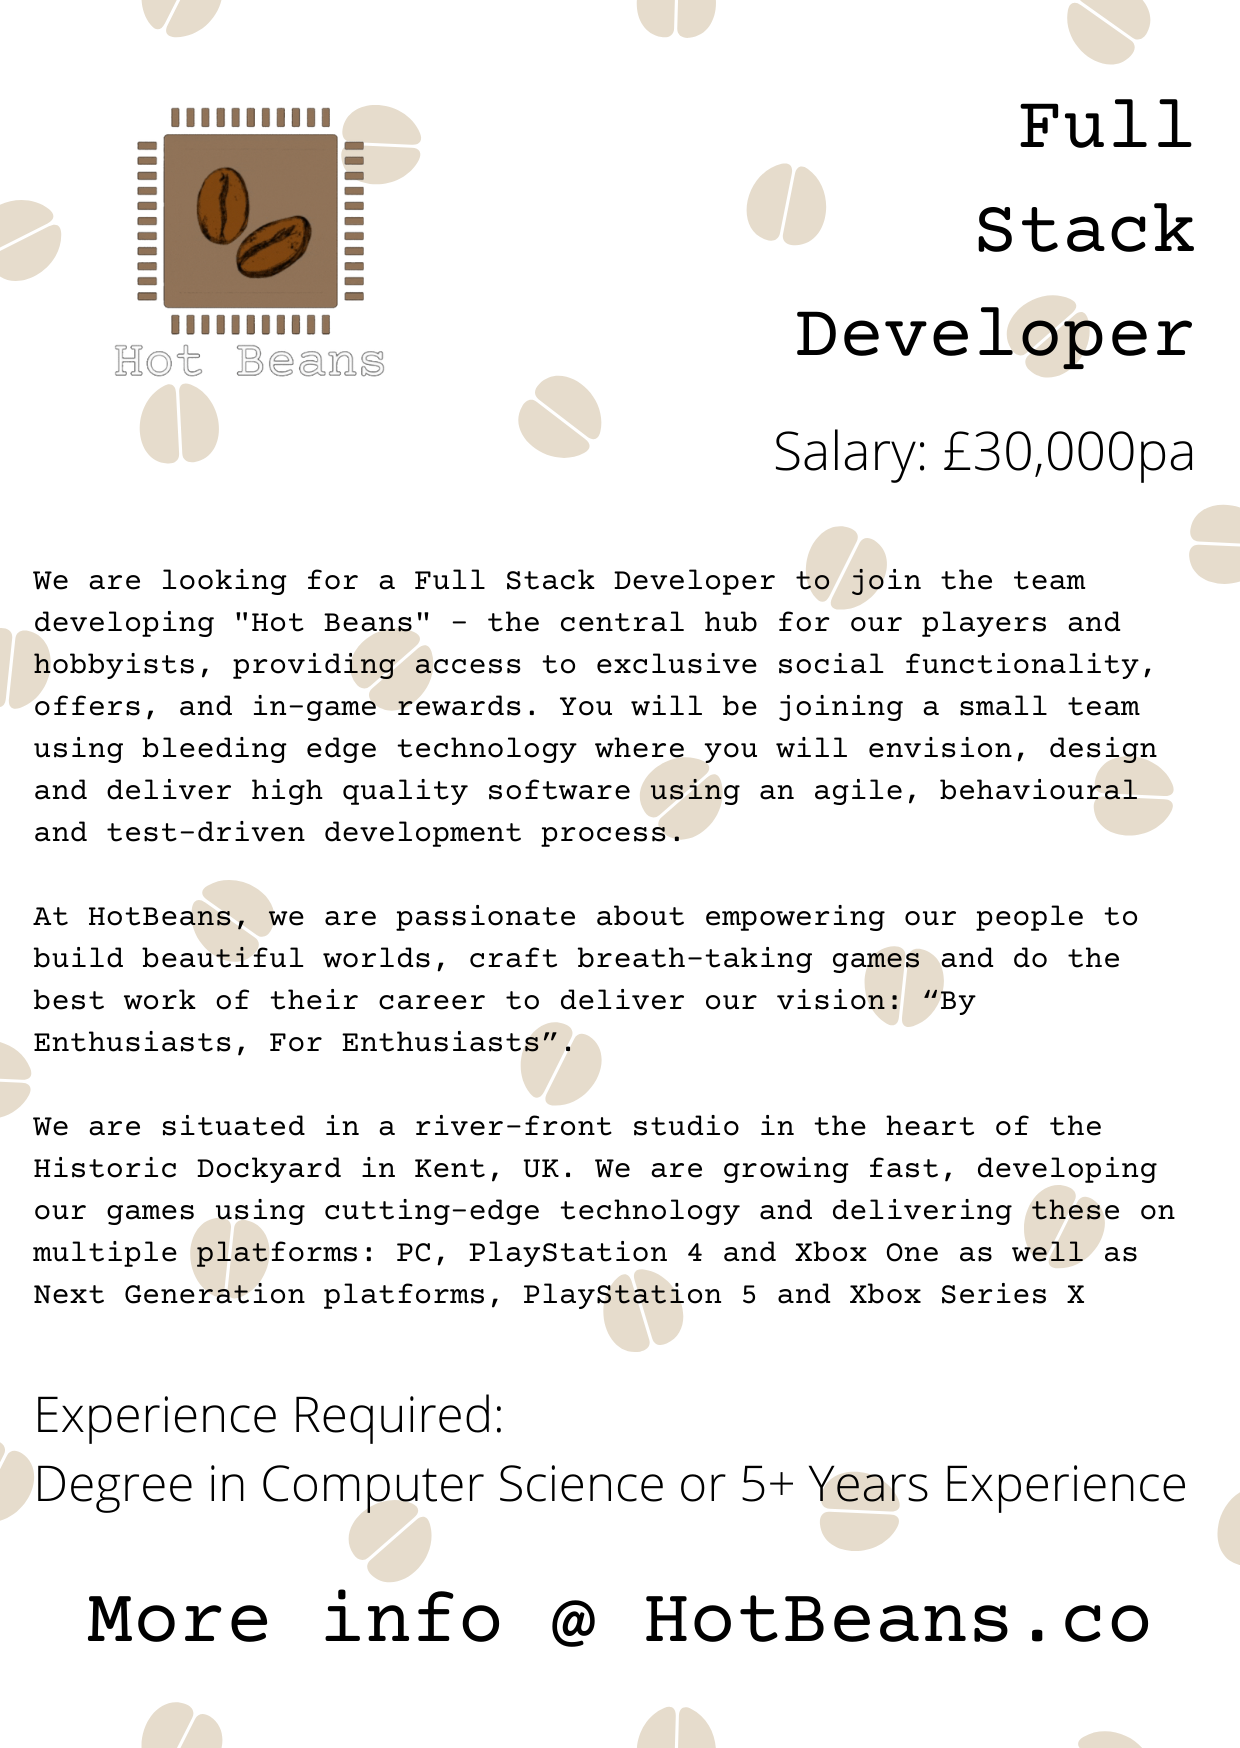 Hot Beans
Full
Stack
Developer
Salary: £30,000pa
We are looking for a Full Stack Developer to join the team
developing "Hot Beans" - the central hub for our players and
hobbyists, providing access to exclusive social functionality,
offers, and in-game rewards. You will be joining a small team
using bleeding edge technology where you will envision, design
and deliver high quality software using an agile, behavioural
and test-driven development process.
At HotBeans, we are passionate about empowering our people to
build beautiful worlds, craft breath-taking games and do the
best work of their career to deliver our vision: “By
Enthusiasts, For Enthusiasts”.
We are situated in a river-front studio in the heart of the
Historic Dockyard in Kent, UK. We are growing fast, developing
our games using cutting-edge technology and delivering these on
multiple platforms: PC, PlayStation 4 and Xbox One as well as
Next Generation platforms, PlayStation 5 and Xbox Series X
Experience Required:
Degree in Computer Science or 5+ Years Experience
More info @ HotBeans.co